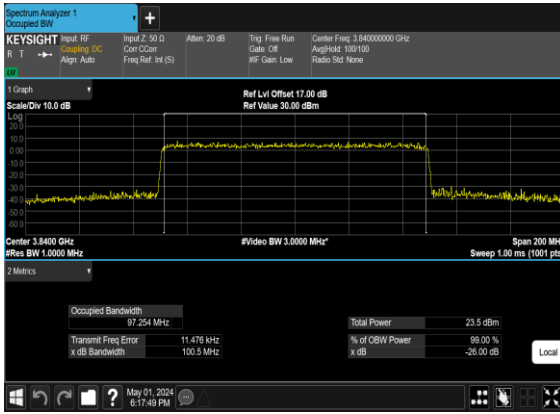 Spectrum Analyzer 1
Occupied BW
+
KEYSIGHT Input: RF Input Z: 50 Ω Atten: 20 dB Trig: Free Run Center Freq: 3.840000000 GHz
R T Coupling: DC Corr CCorr Gate: Off Avg|Hold: 100/100
Align: Auto Freq Ref: Int (S) #IF Gain: Low Radio Std: None
LXI
1 Graph
Ref Lvl Offset 17.00 dB
Scale/Div 10.0 dB Ref Value 30.00 dBm
Log
20.0
10.0
0.00
-10.0
-20.0
-30.0
-40.0
-50.0
-60.0
Center 3.8400 GHz #Video BW 3.0000 MHz* Span 200 MH
#Res BW 1.0000 MHz Sweep 1.00 ms (1001 pts
2 Metrics
Occupied Bandwidth
97.254 MHz Total Power 23.5 dBm
Transmit Freq Error 11.476 kHz % of OBW Power 99.00 %
x dB Bandwidth 100.5 MHz x dB -26.00 dB
Local
? May 01, 2024
6:17:49 PM